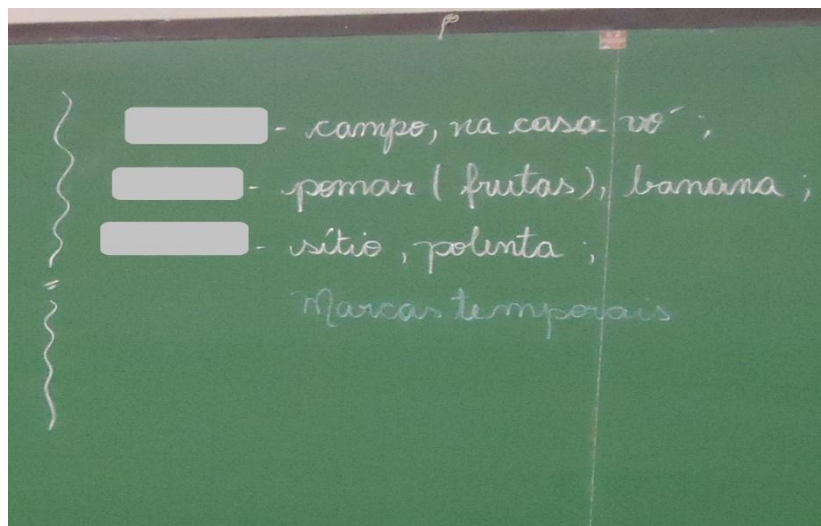 - campo, na casa vó ;
- pomar ( frutas ), banana ;
- sítio, polenta ;
Marcas temporais